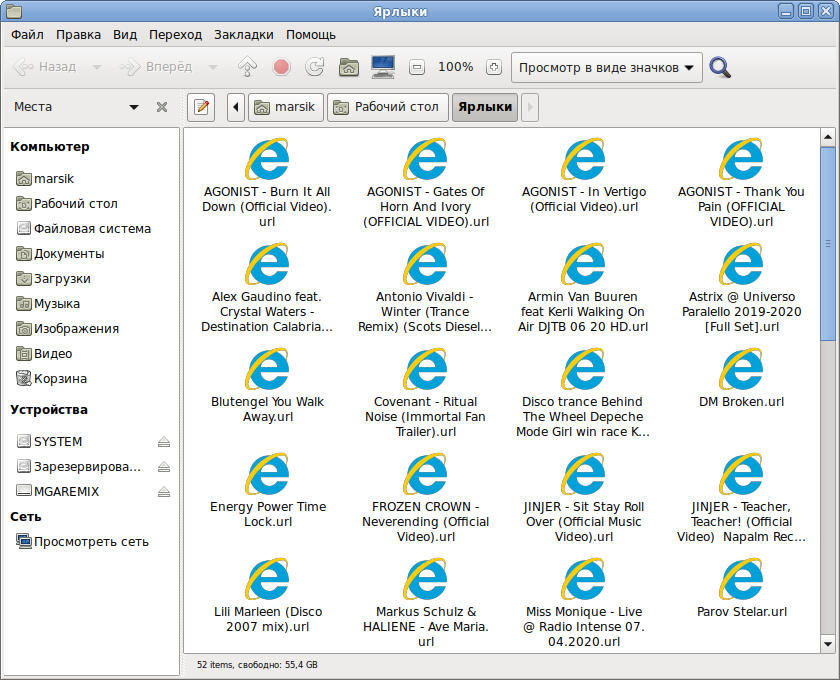 Ярлыки
Файл Правка Вид Переход Закладки Помощь
Назад Вперёд 100% Просмотр в виде значков
Места marsik Рабочий стол Ярлыки
Компьютер
marsik
Рабочий стол
Файловая система
Документы
Загрузки
Музыка
Изображения
Видео
Корзина
Устройства
SYSTEM
Зарезервирова...
MGAREMIX
Сеть
Просмотреть сеть
AGONIST - Burn It All
Down (Official Video).
url
AGONIST - Gates Of
Horn And Ivory
(OFFICIAL VIDEO).url
AGONIST - In Vertigo
(Official Video).url
AGONIST - Thank You
Pain (OFFICIAL
VIDEO).url
Alex Gaudino feat.
Crystal Waters -
Destination Calabria...
Antonio Vivaldi -
Winter (Trance
Remix) (Scots Diesel...
Armin Van Buuren
feat Kerli Walking On
Air DJTB 06 20 HD.url
Astrix @ Universo
Paralello 2019-2020
[Full Set].url
Blutengel You Walk
Away.url
Covenant - Ritual
Noise (Immortal Fan
Trailer).url
Disco trance Behind
The Wheel Depeche
Mode Girl win race K...
DM Broken.url
Energy Power Time
Lock.url
FROZEN CROWN -
Neverending (Official
Video).url
JINJER - Sit Stay Roll
Over (Official Music
Video).url
JINJER - Teacher,
Teacher! (Official
Video) Napalm Rec...
Lili Marleen (Disco
2007 mix).url
Markus Schulz &
HALIENE - Ave Maria.
url
Miss Monique - Live
@ Radio Intense 07.
04.2020.url
Parov Stelar.url
52 items, свободно: 55,4 GB